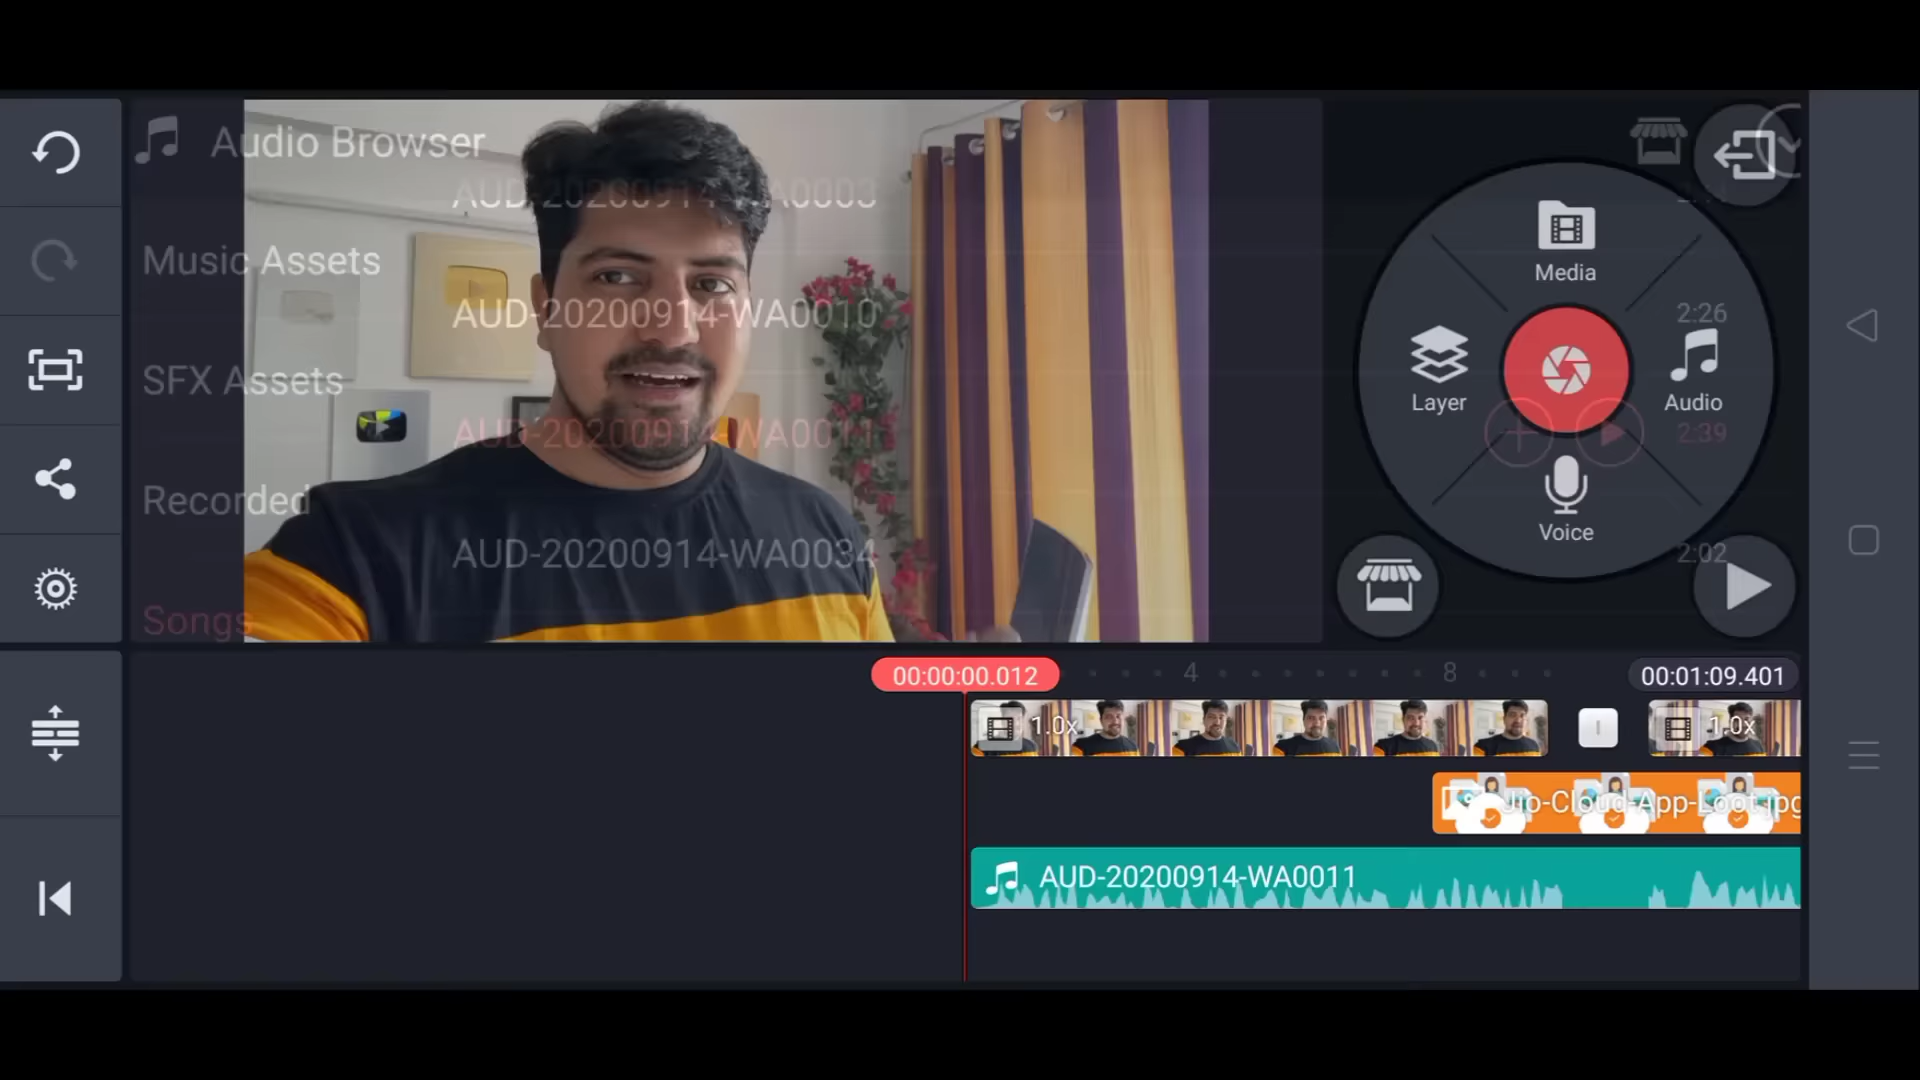 Audio Browser
AUD-20200914-WA0003
Music Assets
Media
AUD-20200914-WA0010
2:26
SFX Assets
Layer
Audio
AUD-20200914-WA0011
2:39
Recorded
Voice
AUD-20200914-WA0034
2:02
Songs
00:00:00.012
4
8
00:01:09.401
1.0x
1.0x
Jio-Cloud-App-Loot.jpg
AUD-20200914-WA0011